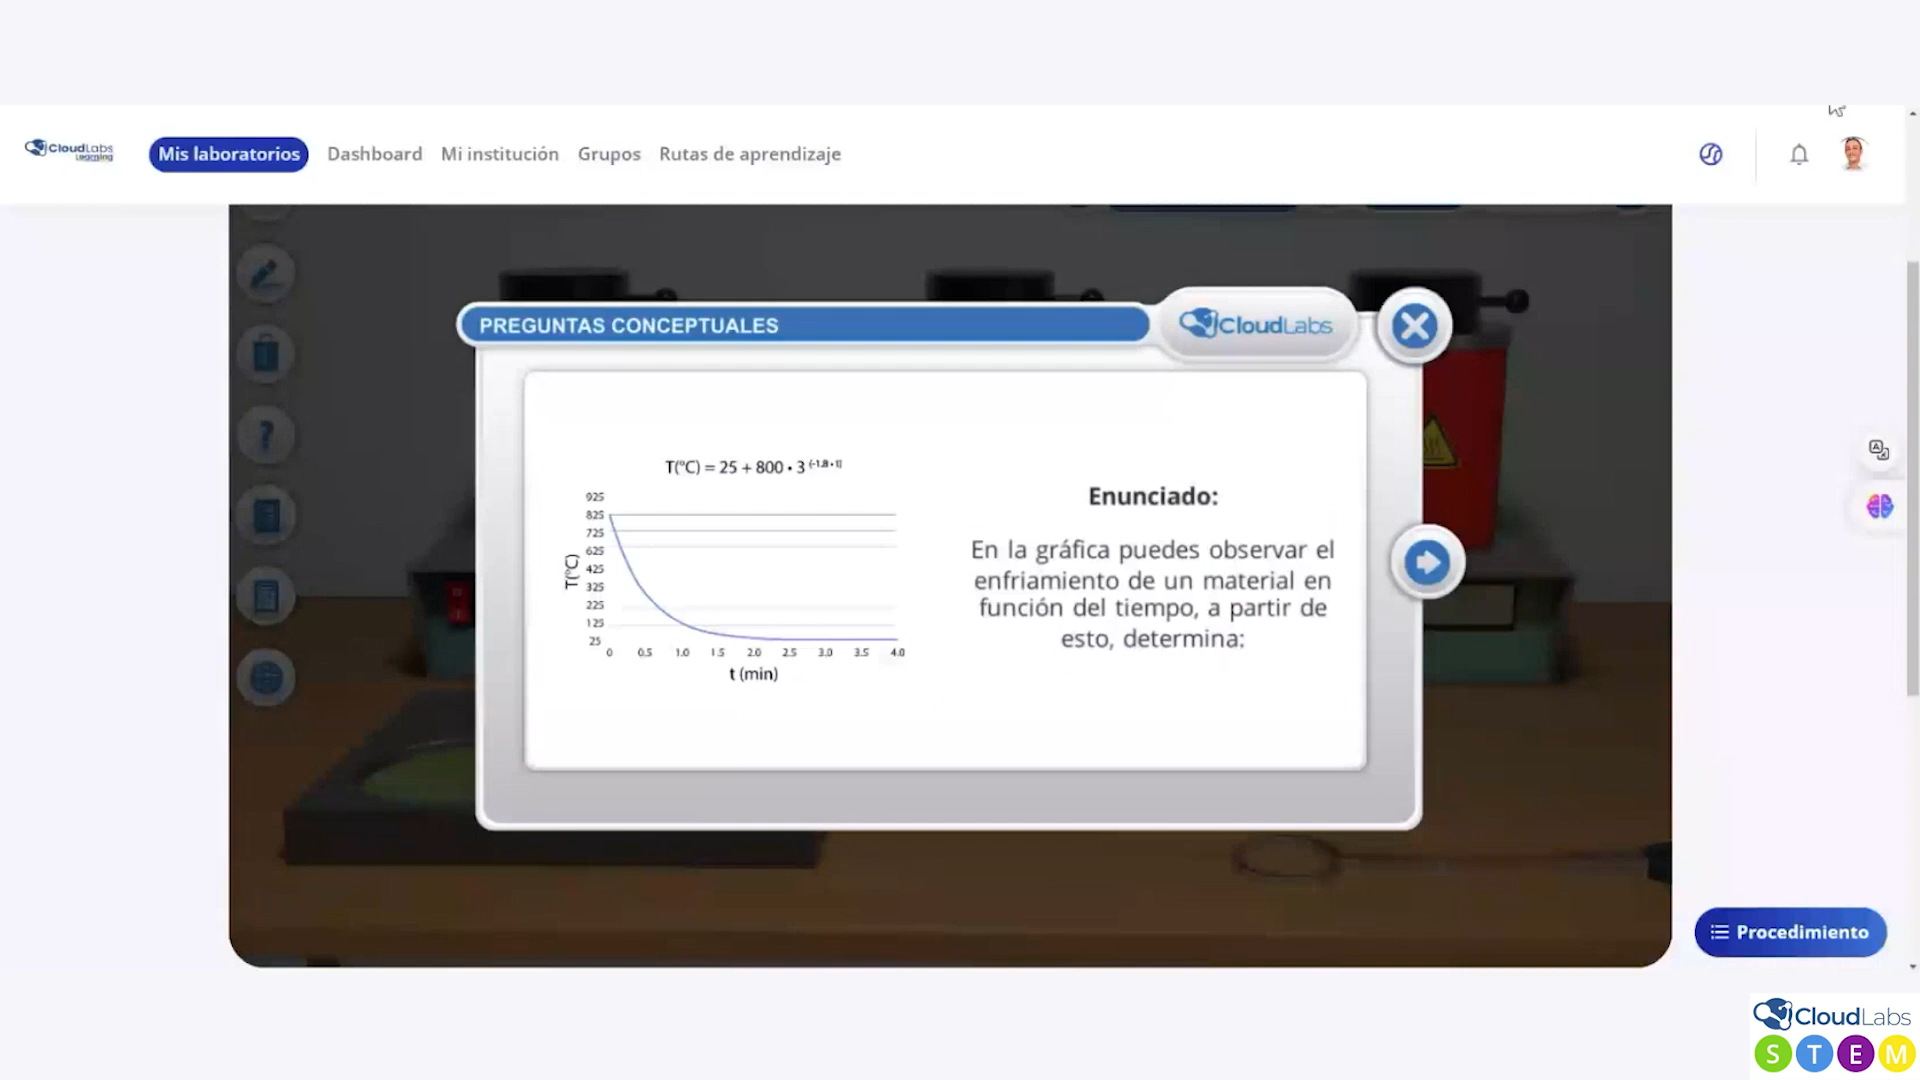 CloudLabs
Learning
Mis laboratorios
Dashboard
Mi institución
Grupos
Rutas de aprendizaje
PREGUNTAS CONCEPTUALES
CloudLabs
T(°C) = 25 + 800 • 3 (-1.8 • t)
925
825
725
625
425
325
225
125
25
T(°C)
0 0.5 1.0 1.5 2.0 2.5 3.0 3.5 4.0
t (min)
Enunciado:
En la gráfica puedes observar el
enfriamiento de un material en
función del tiempo, a partir de
esto, determina:
Procedimiento
CloudLabs
S T E M